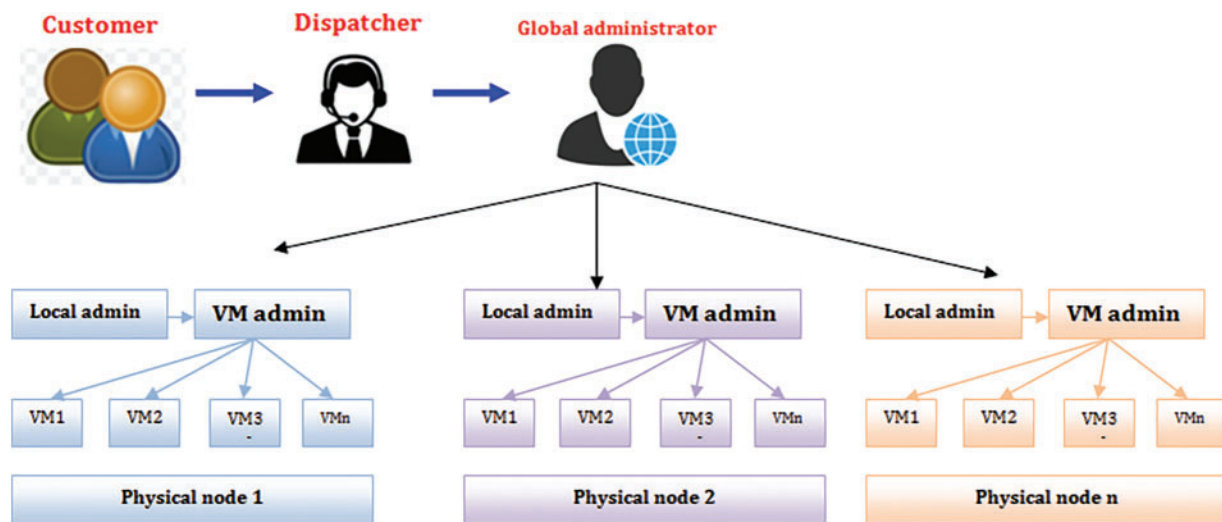 Customer
Dispatcher
Global administrator
Local admin
VM admin
VM1
VM2
VM3
-
VMn
Physical node 1
Local admin
VM admin
VM1
VM2
VM3
-
VMn
Physical node 2
Local admin
VM admin
VM1
VM2
VM3
-
VMn
Physical node n